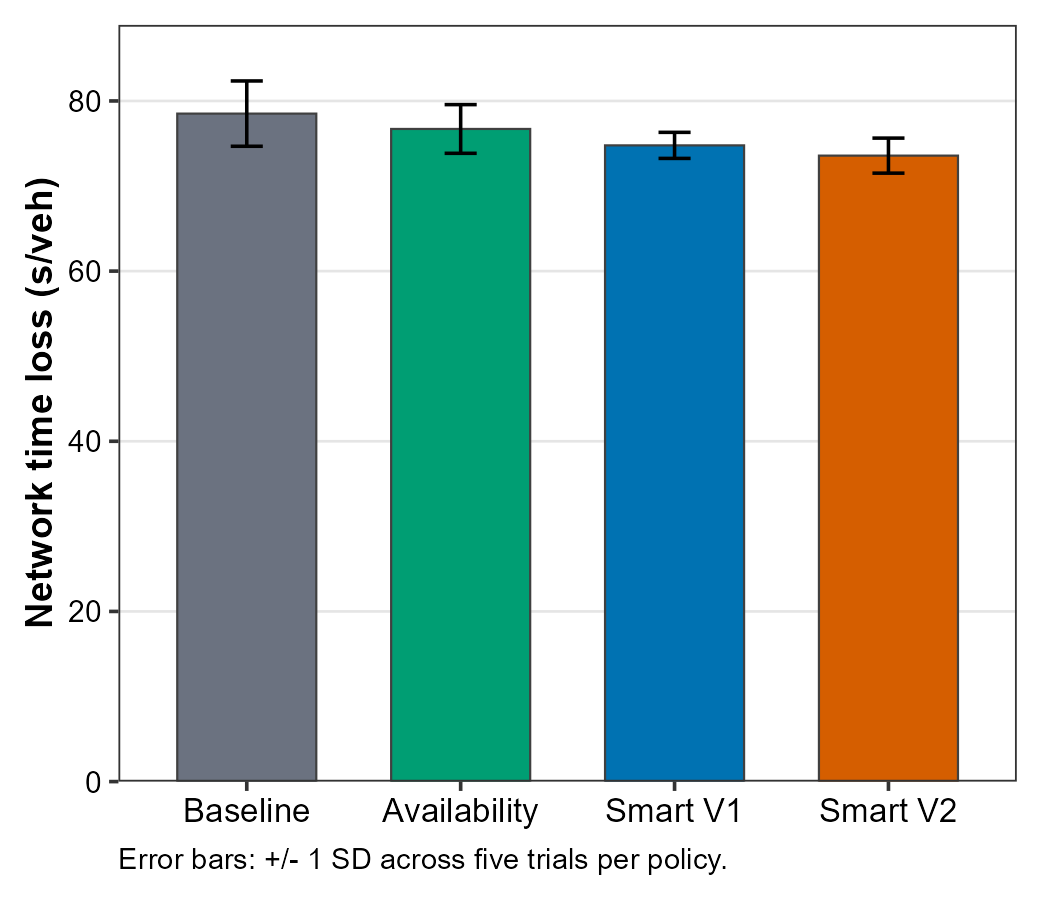 Network time loss (s/veh)
80
60
40
20
0
Baseline Availability Smart V1 Smart V2
Error bars: +/- 1 SD across five trials per policy.